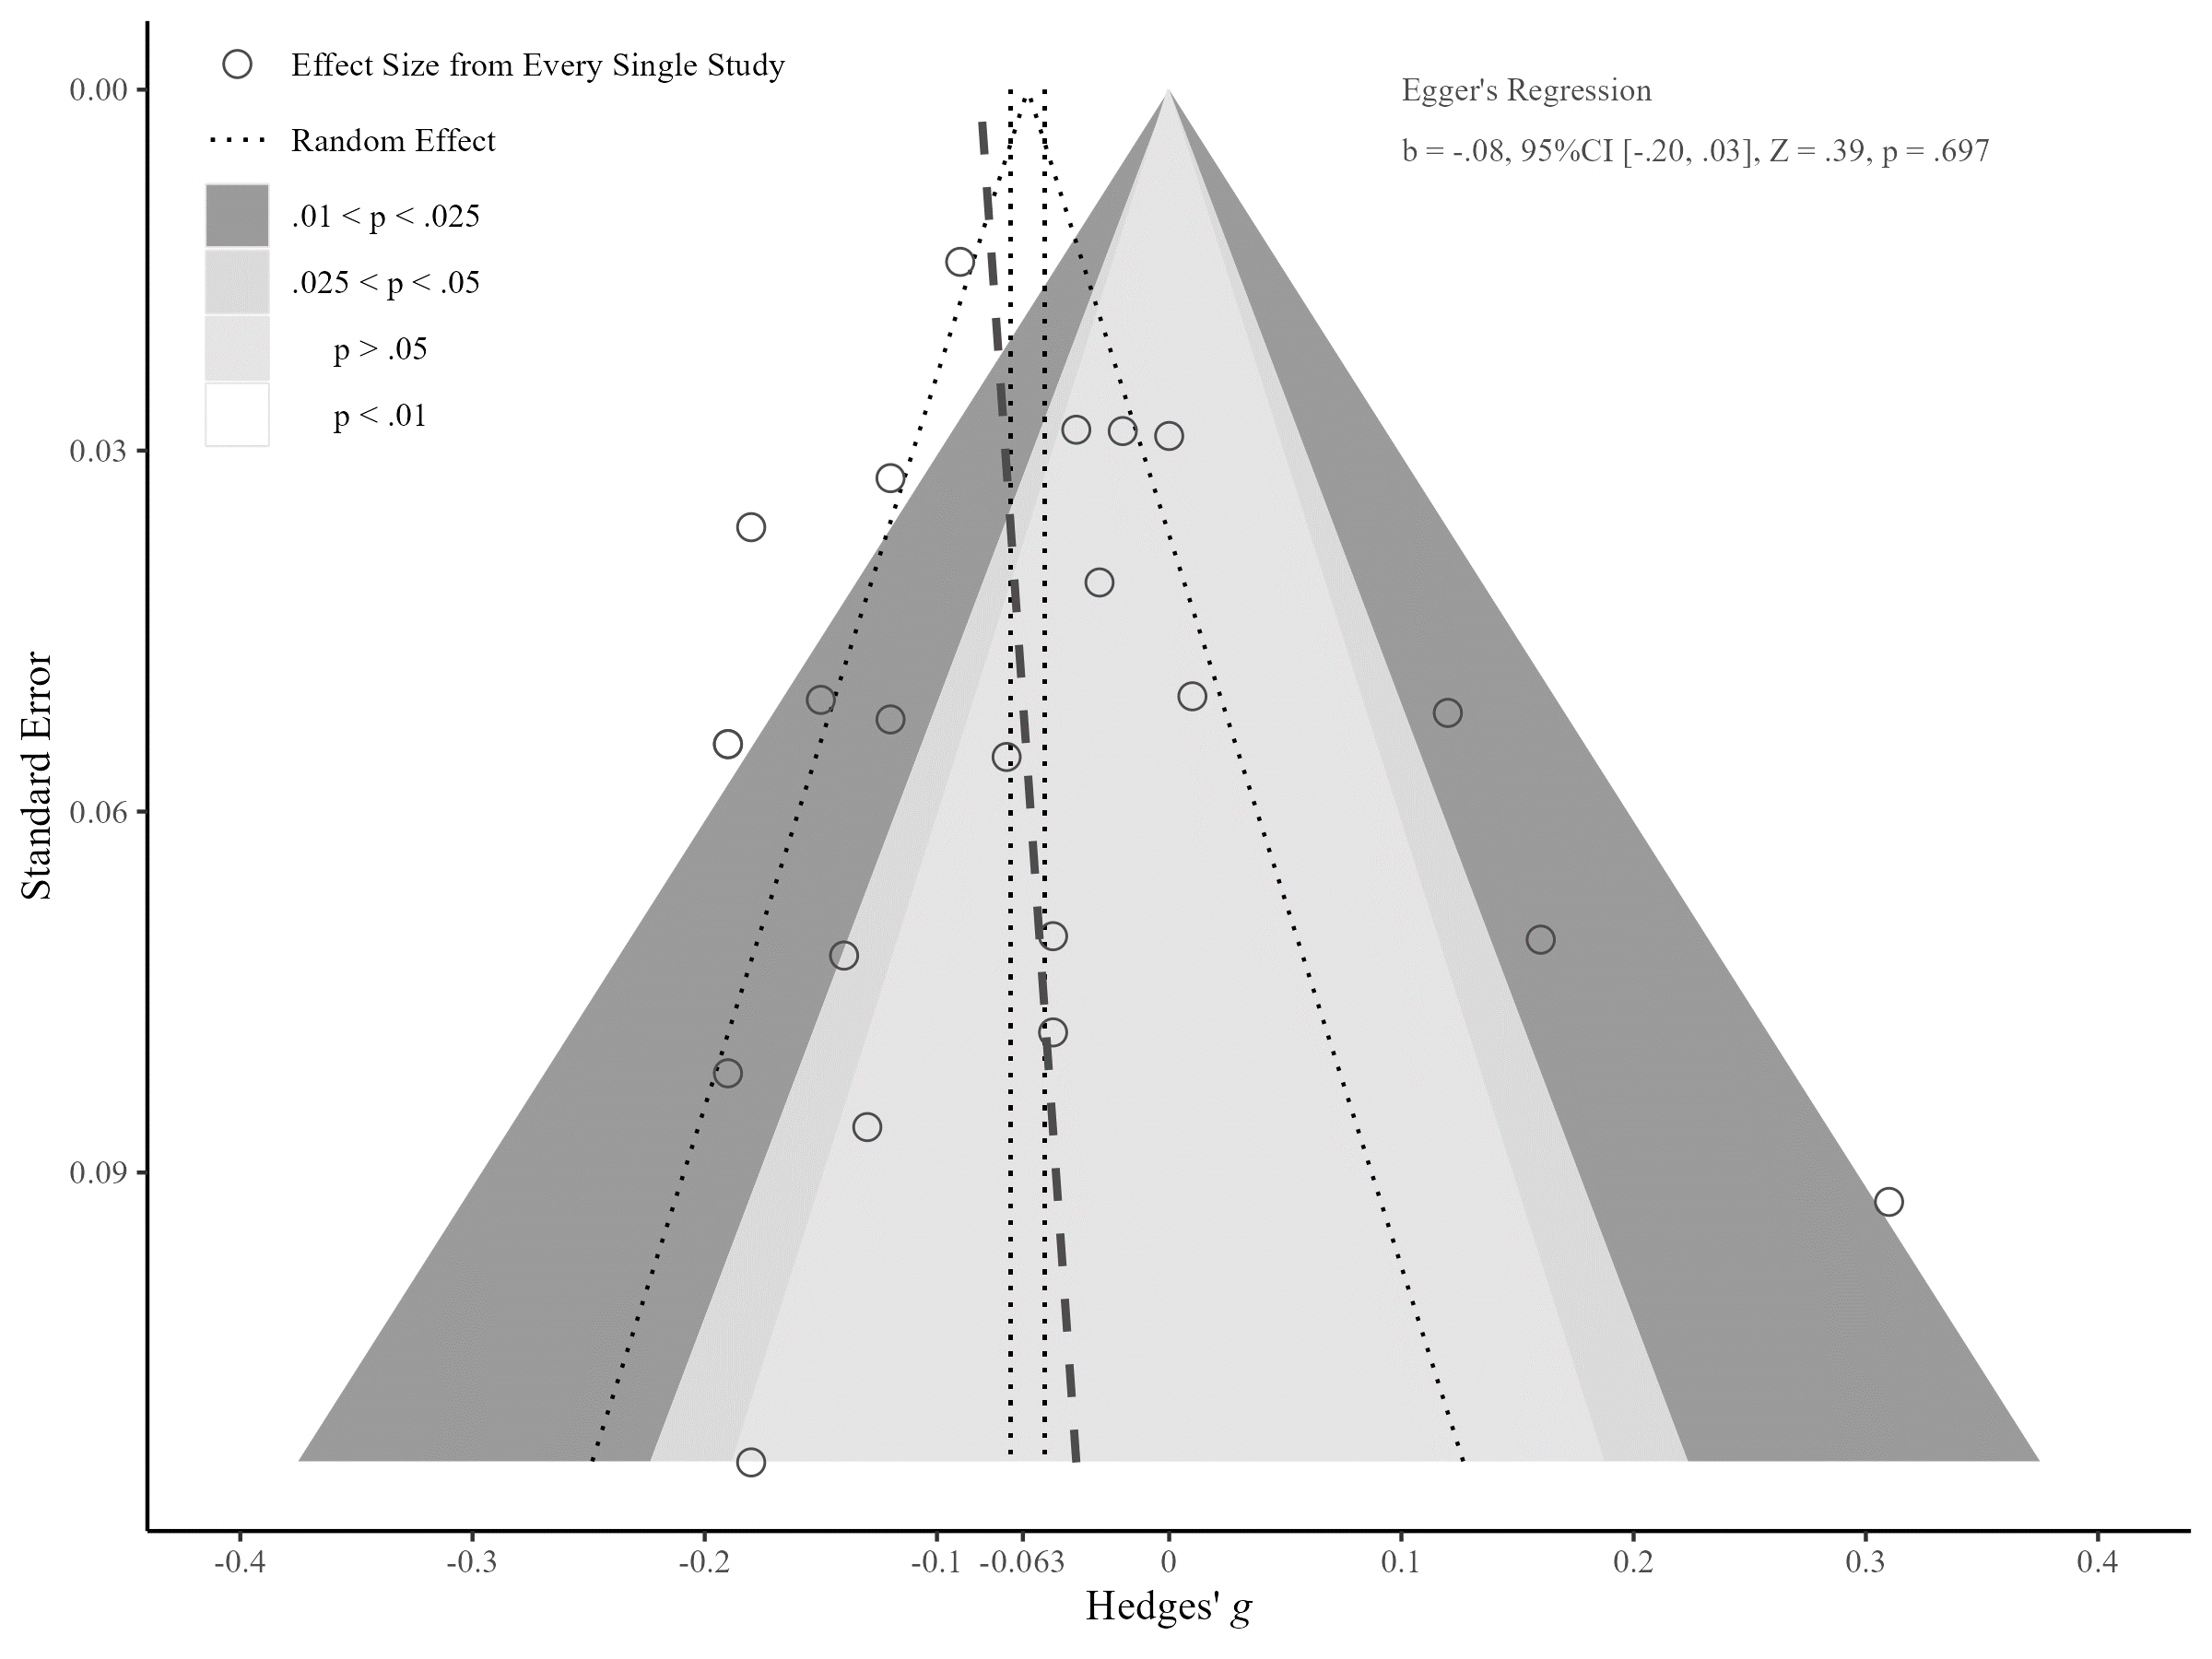 Effect Size from Every Single Study
Random Effect
.01 < p < .025
.025 < p < .05
p > .05
p < .01
Egger's Regression
b = -.08, 95%CI [-.20, .03], Z = .39, p = .697
Standard Error
0.00
0.03
0.06
0.09
-0.4 -0.3 -0.2 -0.1 -0.063 0 0.1 0.2 0.3 0.4
Hedges' g